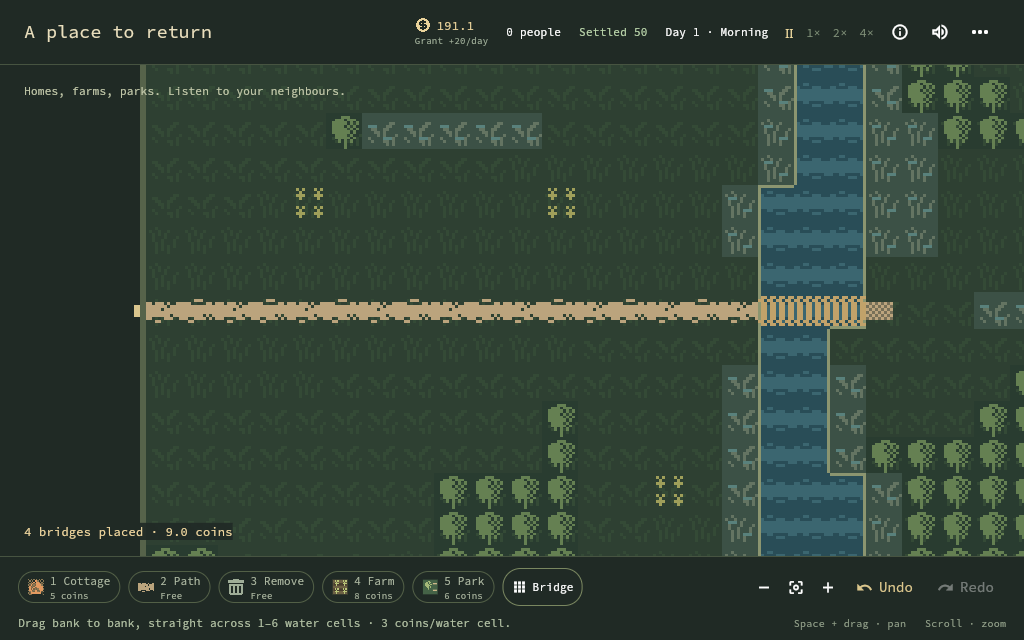 A place to return
191.1
Grant +20/day
0 people
Settled 50
Day 1 · Morning
1×
2×
4×
Homes, farms, parks. Listen to your neighbours.
4 bridges placed · 9.0 coins
1 Cottage
5 coins
2 Path
Free
3 Remove
Free
4 Farm
8 coins
5 Park
6 coins
Bridge
Undo
Redo
Drag bank to bank, straight across 1–6 water cells · 3 coins/water cell.
Space + drag · pan
Scroll · zoom